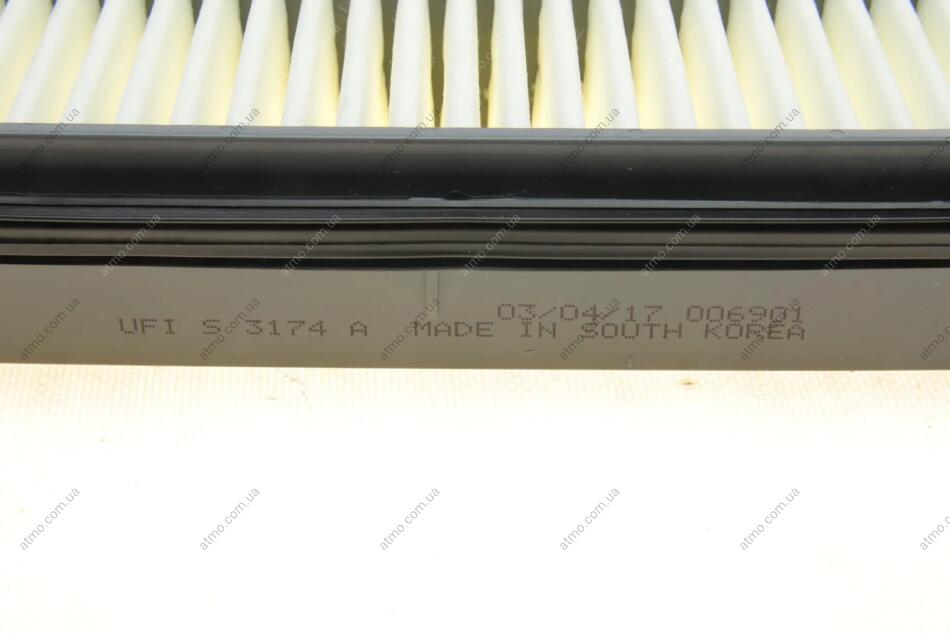 03/04/17 006901
UFI S 3174 A MADE IN SOUTH KOREA
atmo.com.ua